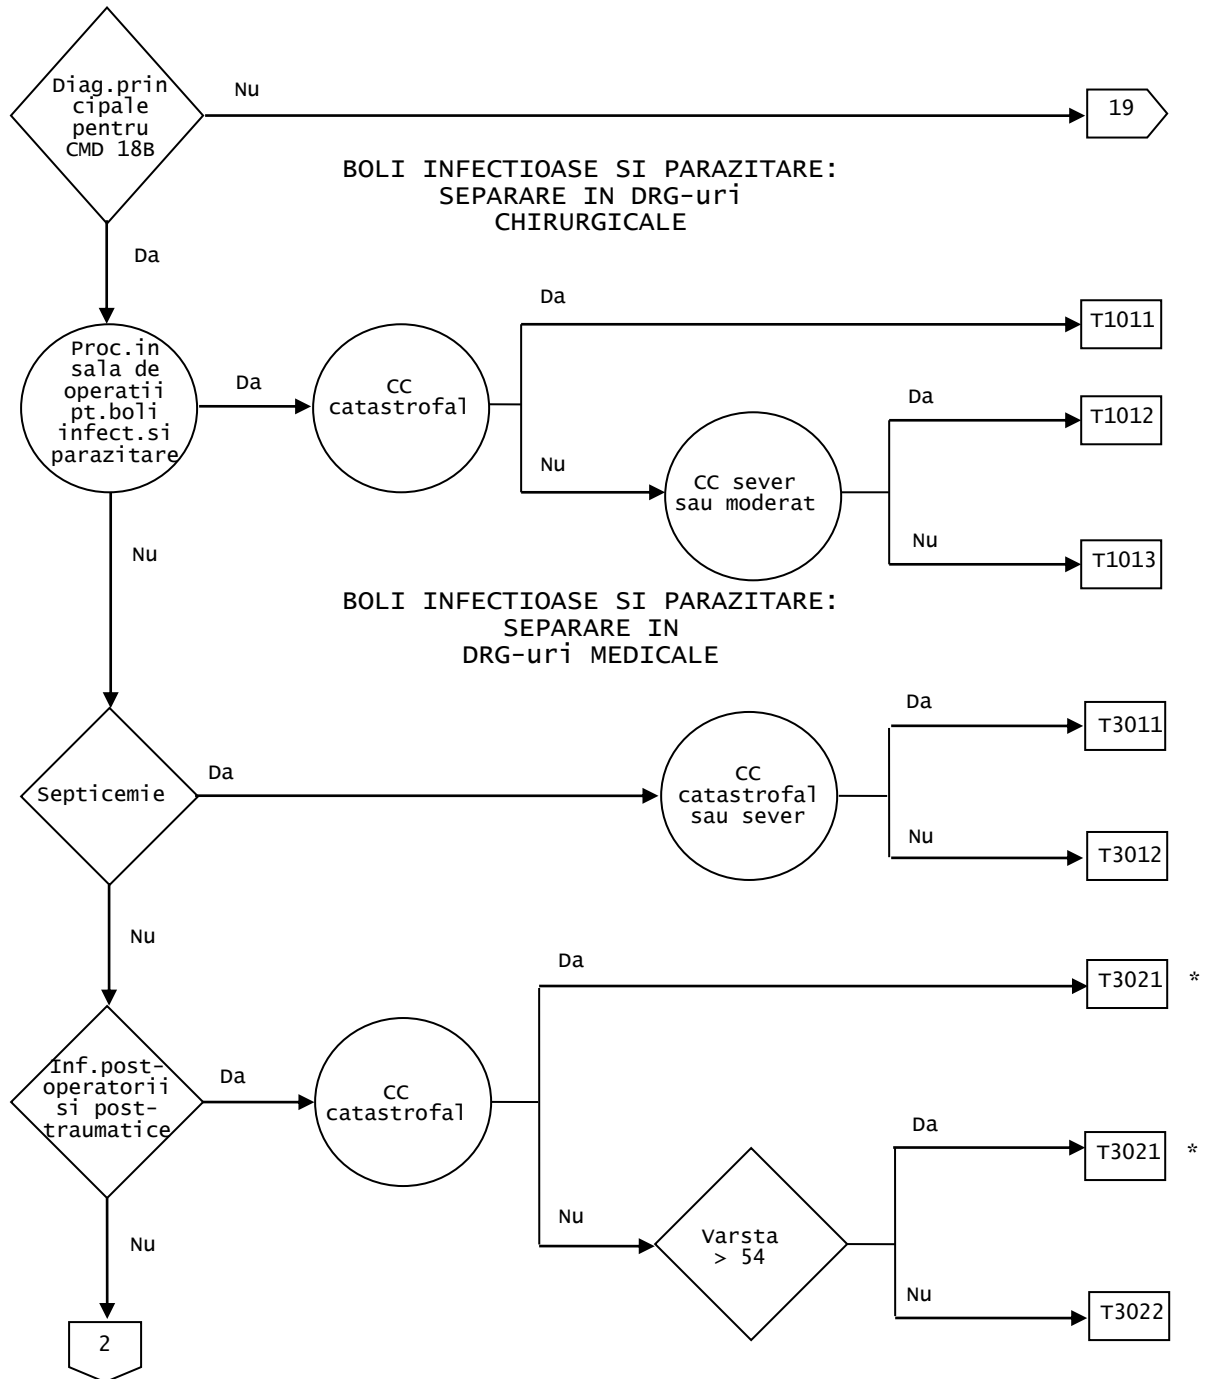 Diag.prin
cipale
pentru
CMD 18B
Nu
19
BOLI INFECTIOASE SI PARAZITARE:
SEPARARE IN DRG-uri
CHIRURGICALE
Da
Proc.in
sala de
operatii
pt.boli
infect.si
parazitare
Da
CC
catastrofal
Da
T1011
Nu
CC sever
sau moderat
Da
T1012
Nu
T1013
Nu
BOLI INFECTIOASE SI PARAZITARE:
SEPARARE IN
DRG-uri MEDICALE
Septicemie
Da
CC
catastrofal
sau sever
Da
T3011
Nu
T3012
Nu
Inf.post-
operatorii
si post-
traumatice
Da
CC
catastrofal
Da
T3021 *
Nu
Varsta
> 54
Da
T3021 *
Nu
T3022
Nu
2